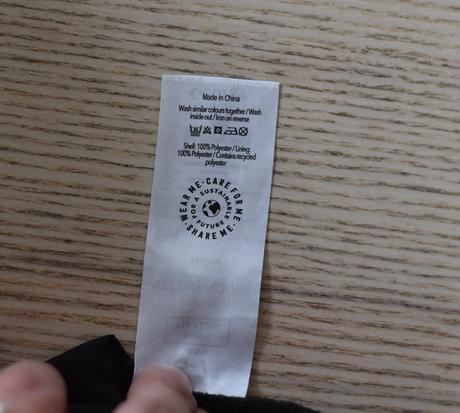 Made in China
Wash similar colours together / Wash
inside out / Iron on reverse
Shell: 100% Polyester / Lining:
100% Polyester / Contains recycled
polyester
WEAR ME · CARE FOR ME · SHARE ME ·
FOR A SUSTAINABLE FUTURE